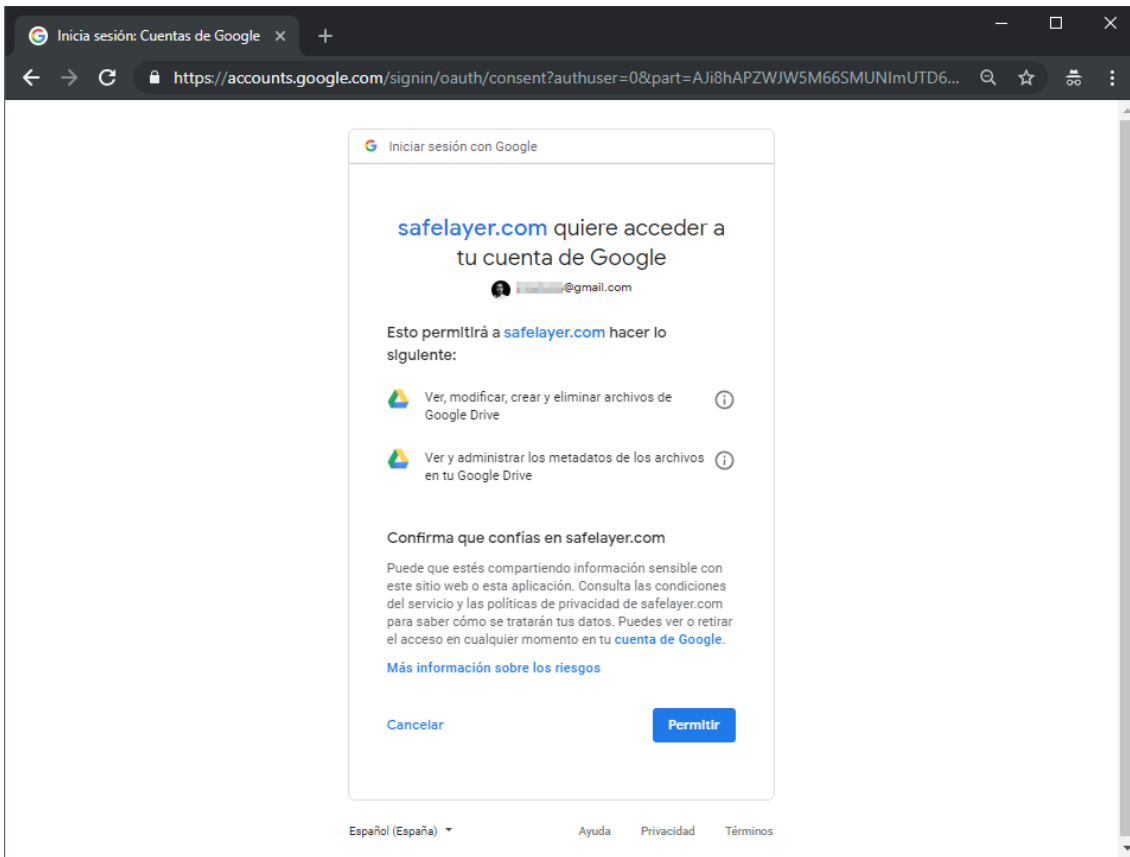 Inicia sesión: Cuentas de Google
https://accounts.google.com/signin/oauth/consent?authuser=0&part=AJi8hAPZWJW5M66SMUNImUTD6...
Iniciar sesión con Google
safelayer.com quiere acceder a
tu cuenta de Google
@gmail.com
Esto permitirá a safelayer.com hacer lo
siguiente:
Ver, modificar, crear y eliminar archivos de
Google Drive
Ver y administrar los metadatos de los archivos
en tu Google Drive
Confirma que confías en safelayer.com
Puede que estés compartiendo información sensible con
este sitio web o esta aplicación. Consulta las condiciones
del servicio y las políticas de privacidad de safelayer.com
para saber cómo se tratarán tus datos. Puedes ver o retirar
el acceso en cualquier momento en tu cuenta de Google.
Más información sobre los riesgos
Cancelar Permitir
Español (España) Ayuda Privacidad Términos